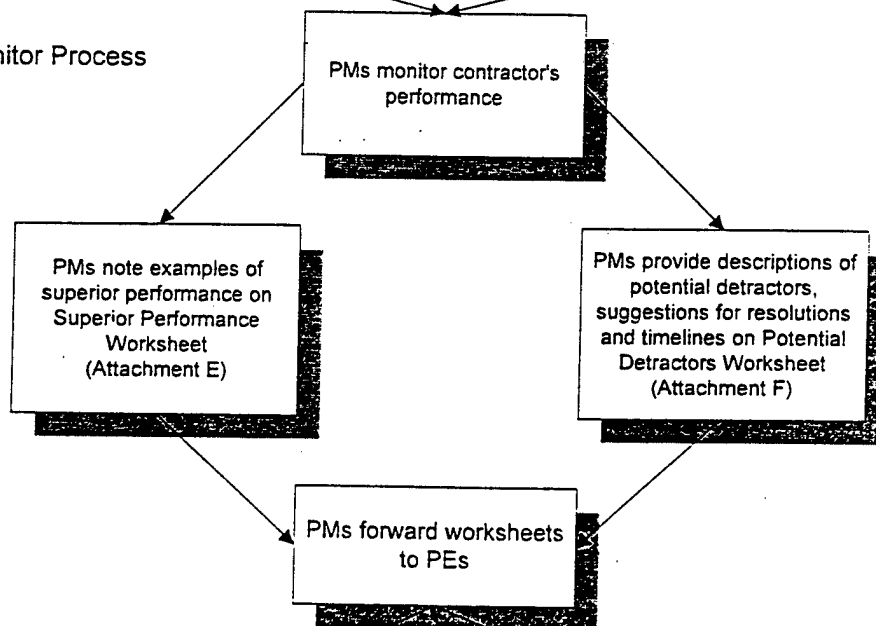 nitor Process
PMs monitor contractor's
performance
PMs note examples of
superior performance on
Superior Performance
Worksheet
(Attachment E)
PMs provide descriptions of
potential detractors,
suggestions for resolutions
and timelines on Potential
Detractors Worksheet
(Attachment F)
PMs forward worksheets
to PEs